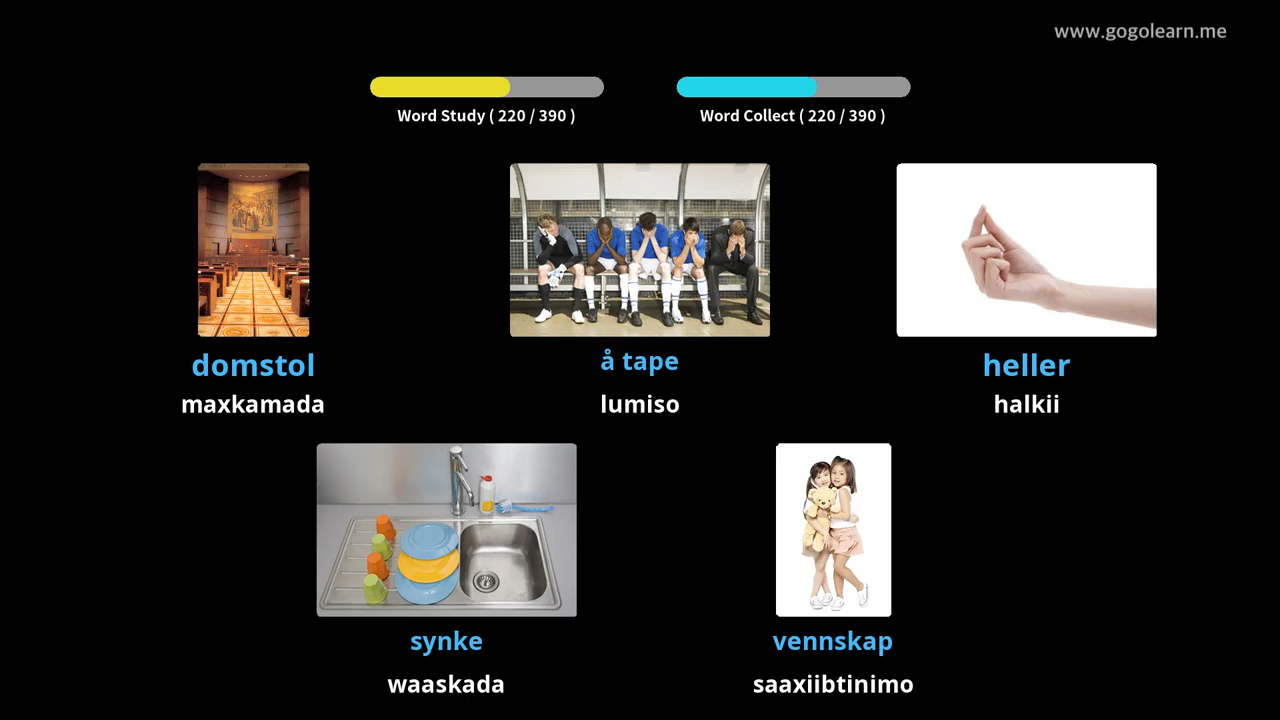 www.gogolearn.me
Word Study ( 220 / 390 )
Word Collect ( 220 / 390 )
domstol
å tape
heller
maxkamada
lumiso
halkii
synke
vennskap
waaskada
saaxiibtinimo